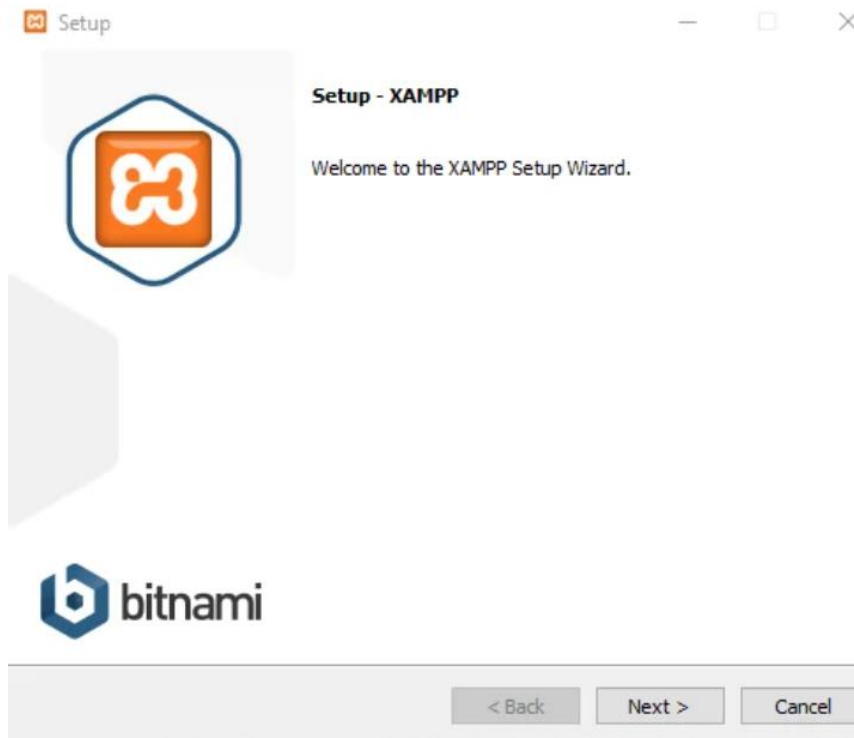 Setup
Setup - XAMPP
Welcome to the XAMPP Setup Wizard.
bitnami
< Back
Next >
Cancel